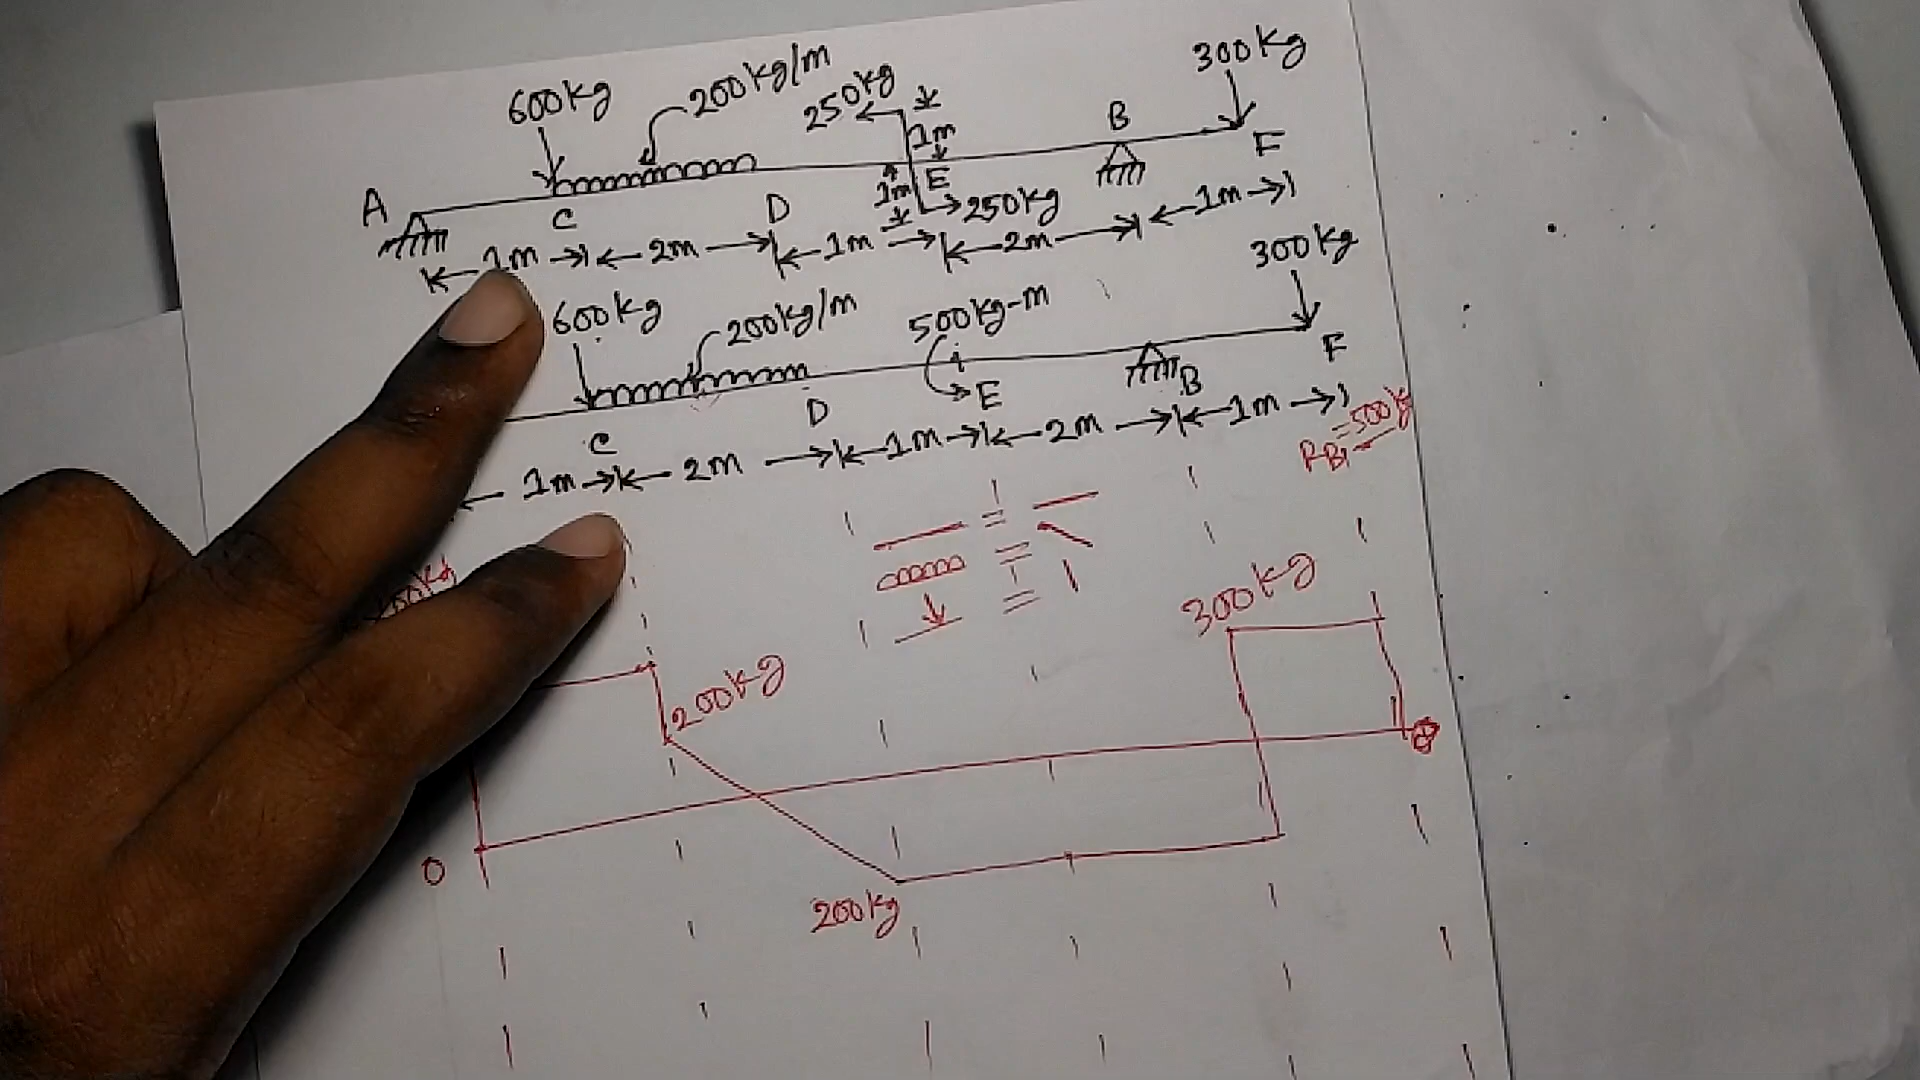 600kg 200kg/m 250kg 300kg
1m B
A C D 1m E F
250kg
1m 2m 1m 2m 1m
300kg
600kg 200kg/m 500kg-m
C D E B F
1m 2m 1m 2m 1m
RB = 500kg
300kg
200kg
0
200kg